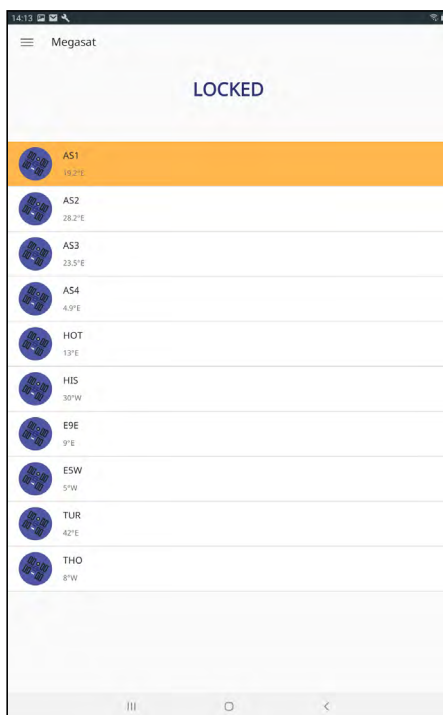 14:13
Megasat
LOCKED
AS1
19.2°E
AS2
28.2°E
AS3
23.5°E
AS4
4.9°E
HOT
13°E
HIS
30°W
E9E
9°E
E5W
5°W
TUR
42°E
THO
8°W